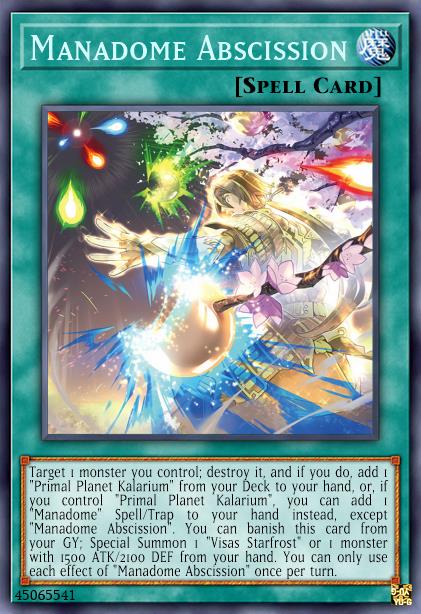 Manadome Abscission
魔
[Spell Card]
Target 1 monster you control; destroy it, and if you do, add 1
"Primal Planet Kalarium" from your Deck to your hand, or, if
you control "Primal Planet Kalarium", you can add 1
"Manadome" Spell/Trap to your hand instead, except
"Manadome Abscission". You can banish this card from
your GY; Special Summon 1 "Visas Starfrost" or 1 monster
with 1500 ATK/2100 DEF from your hand. You can only use
each effect of "Manadome Abscission" once per turn.
45065541